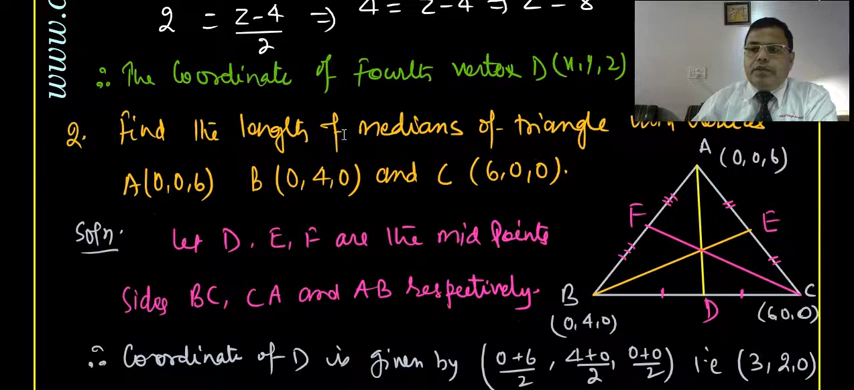 2 = z-4/2 ⇒ 4 = z-4 ⇒ z = 8
∴ The Coordinate of Fourth vertex D(x,y,z)
2. Find the length of medians of triangle with
A(0,0,6) B(0,4,0) and C (6,0,0).
Soln. Let D, E, F are the mid points
Sides BC, CA and AB respectively.
∴ Coordinate of D is given by (0+6/2, 4+0/2, 0+0/2) i.e (3,2,0)
A (0,0,6)
F E
B D C
(0,4,0) (6,0,0)
www.